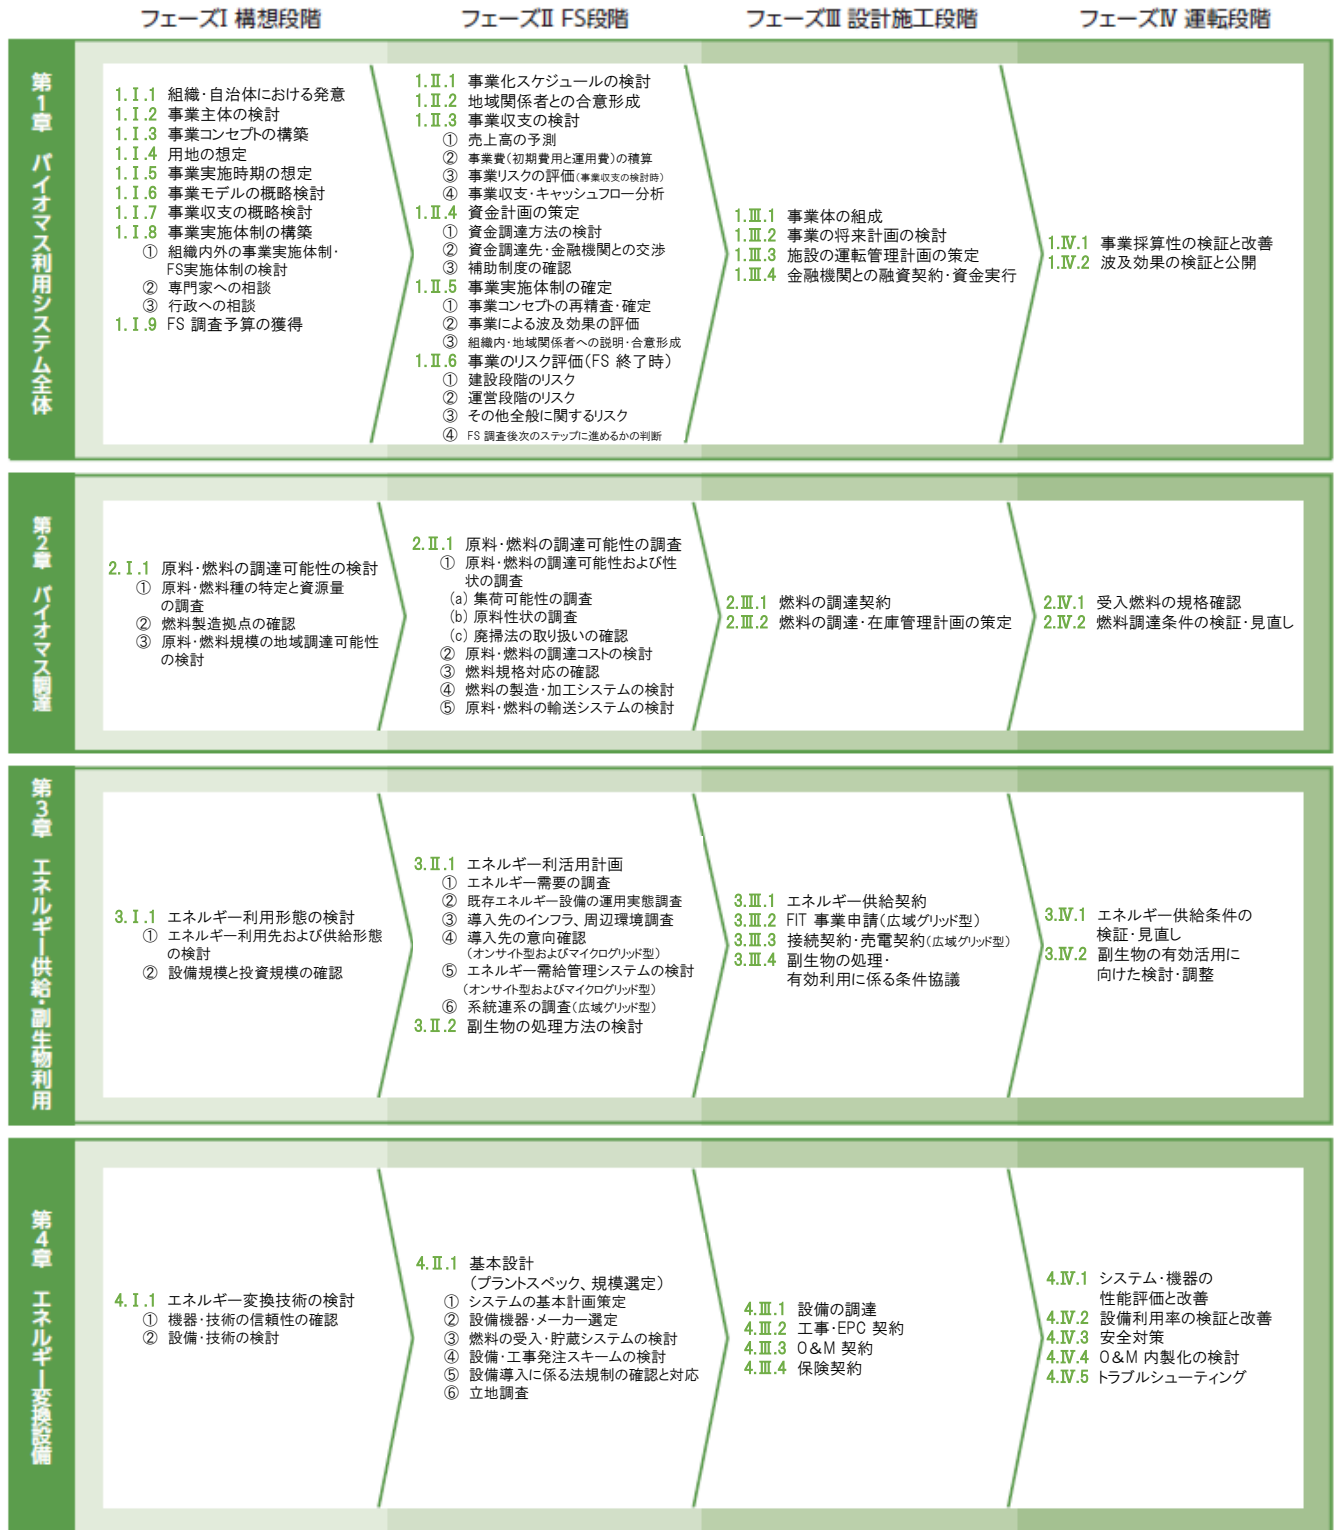 フェーズⅠ 構想段階
フェーズⅡ FS段階
フェーズⅢ 設計施工段階
フェーズⅣ 運転段階
第1章 バイオマス利用システム全体
1.Ⅰ.1 組織・自治体における発意
1.Ⅰ.2 事業主体の検討
1.Ⅰ.3 事業コンセプトの構築
1.Ⅰ.4 用地の想定
1.Ⅰ.5 事業実施時期の想定
1.Ⅰ.6 事業モデルの概略検討
1.Ⅰ.7 事業収支の概略検討
1.Ⅰ.8 事業実施体制の構築
① 組織内外の事業実施体制・
FS実施体制の検討
② 専門家への相談
③ 行政への相談
1.Ⅰ.9 FS 調査予算の獲得
1.Ⅱ.1 事業化スケジュールの検討
1.Ⅱ.2 地域関係者との合意形成
1.Ⅱ.3 事業収支の検討
① 売上高の予測
② 事業費(初期費用と運用費)の積算
③ 事業リスクの評価(事業収支の検討時)
④ 事業収支・キャッシュフロー分析
1.Ⅱ.4 資金計画の策定
① 資金調達方法の検討
② 資金調達先・金融機関との交渉
③ 補助制度の確認
1.Ⅱ.5 事業実施体制の確定
① 事業コンセプトの再精査・確定
② 事業による波及効果の評価
③ 組織内・地域関係者への説明・合意形成
1.Ⅱ.6 事業のリスク評価(FS 終了時)
① 建設段階のリスク
② 運営段階のリスク
③ その他全般に関するリスク
④ FS 調査後次のステップに進めるかの判断
1.Ⅲ.1 事業体の組成
1.Ⅲ.2 事業の将来計画の検討
1.Ⅲ.3 施設の運転管理計画の策定
1.Ⅲ.4 金融機関との融資契約・資金実行
1.Ⅳ.1 事業採算性の検証と改善
1.Ⅳ.2 波及効果の検証と公開
第2章 バイオマス調達
2.Ⅰ.1 原料・燃料の調達可能性の検討
① 原料・燃料種の特定と資源量
の調査
② 燃料製造拠点の確認
③ 原料・燃料規模の地域調達可能性
の検討
2.Ⅱ.1 原料・燃料の調達可能性の調査
① 原料・燃料の調達可能性および性
状の調査
(a) 集荷可能性の調査
(b) 原料性状の調査
(c) 廃掃法の取り扱いの確認
② 原料・燃料の調達コストの検討
③ 燃料規格対応の確認
④ 燃料の製造・加工システムの検討
⑤ 原料・燃料の輸送システムの検討
2.Ⅲ.1 燃料の調達契約
2.Ⅲ.2 燃料の調達・在庫管理計画の策定
2.Ⅳ.1 受入燃料の規格確認
2.Ⅳ.2 燃料調達条件の検証・見直し
第3章 エネルギー供給・副生物利用
3.Ⅰ.1 エネルギー利用形態の検討
① エネルギー利用先および供給形態
の検討
② 設備規模と投資規模の確認
3.Ⅱ.1 エネルギー利活用計画
① エネルギー需要の調査
② 既存エネルギー設備の運用実態調査
③ 導入先のインフラ、周辺環境調査
④ 導入先の意向確認
(オンサイト型およびマイクログリッド型)
⑤ エネルギー需給管理システムの検討
(オンサイト型およびマイクログリッド型)
⑥ 系統連系の調査(広域グリッド型)
3.Ⅱ.2 副生物の処理方法の検討
3.Ⅲ.1 エネルギー供給契約
3.Ⅲ.2 FIT 事業申請(広域グリッド型)
3.Ⅲ.3 接続契約・売電契約(広域グリッド型)
3.Ⅲ.4 副生物の処理・
有効利用に係る条件協議
3.Ⅳ.1 エネルギー供給条件の
検証・見直し
3.Ⅳ.2 副生物の有効活用に
向けた検討・調整
第4章 エネルギー変換設備
4.Ⅰ.1 エネルギー変換技術の検討
① 機器・技術の信頼性の確認
② 設備・技術の検討
4.Ⅱ.1 基本設計
(プラントスペック、規模選定)
① システムの基本計画策定
② 設備機器・メーカー選定
③ 燃料の受入・貯蔵システムの検討
④ 設備・工事発注スキームの検討
⑤ 設備導入に係る法規制の確認と対応
⑥ 立地調査
4.Ⅲ.1 設備の調達
4.Ⅲ.2 工事・EPC 契約
4.Ⅲ.3 O&M 契約
4.Ⅲ.4 保険契約
4.Ⅳ.1 システム・機器の
性能評価と改善
4.Ⅳ.2 設備利用率の検証と改善
4.Ⅳ.3 安全対策
4.Ⅳ.4 O&M 内製化の検討
4.Ⅳ.5 トラブルシューティング